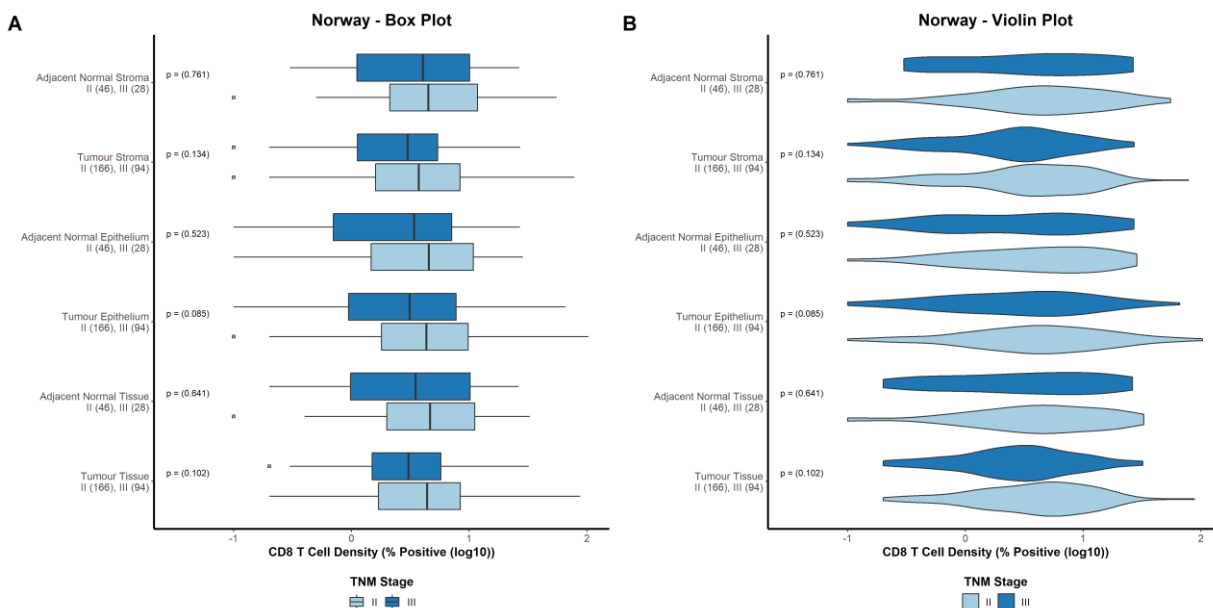 A
Norway - Box Plot
Adjacent Normal Stroma
II (46), III (28)
p = (0.761)
Tumour Stroma
II (166), III (94)
p = (0.134)
Adjacent Normal Epithelium
II (46), III (28)
p = (0.523)
Tumour Epithelium
II (166), III (94)
p = (0.085)
Adjacent Normal Tissue
II (46), III (28)
p = (0.641)
Tumour Tissue
II (166), III (94)
p = (0.102)
-1 0 1 2
CD8 T Cell Density (% Positive (log10))
TNM Stage
II III
B
Norway - Violin Plot
Adjacent Normal Stroma
II (46), III (28)
p = (0.761)
Tumour Stroma
II (166), III (94)
p = (0.134)
Adjacent Normal Epithelium
II (46), III (28)
p = (0.523)
Tumour Epithelium
II (166), III (94)
p = (0.085)
Adjacent Normal Tissue
II (46), III (28)
p = (0.641)
Tumour Tissue
II (166), III (94)
p = (0.102)
-1 0 1 2
CD8 T Cell Density (% Positive (log10))
TNM Stage
II III